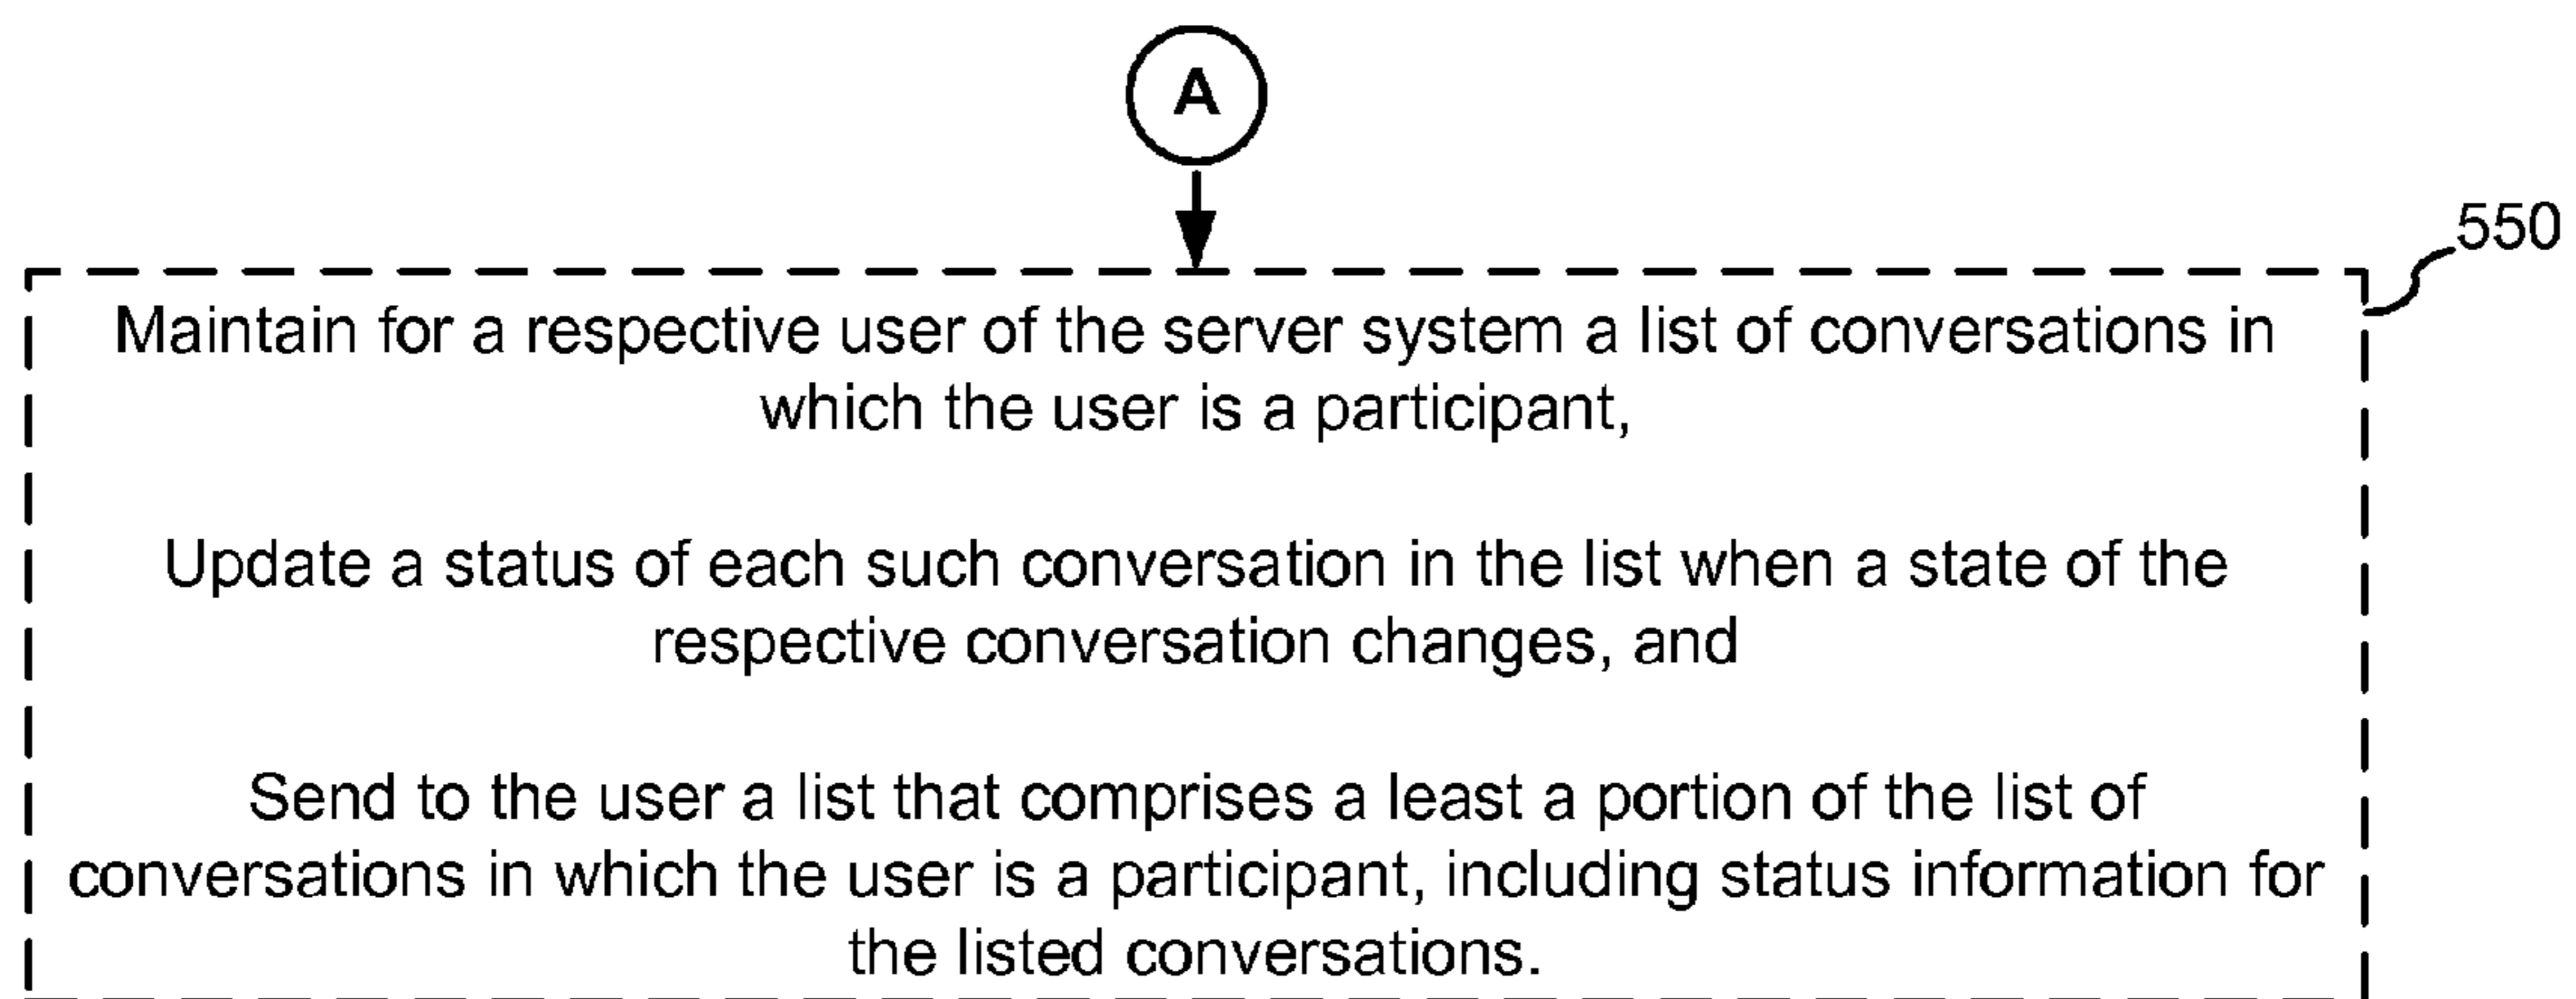 A
550
Maintain for a respective user of the server system a list of conversations in
which the user is a participant,
Update a status of each such conversation in the list when a state of the
respective conversation changes, and
Send to the user a list that comprises a least a portion of the list of
conversations in which the user is a participant, including status information for
the listed conversations.